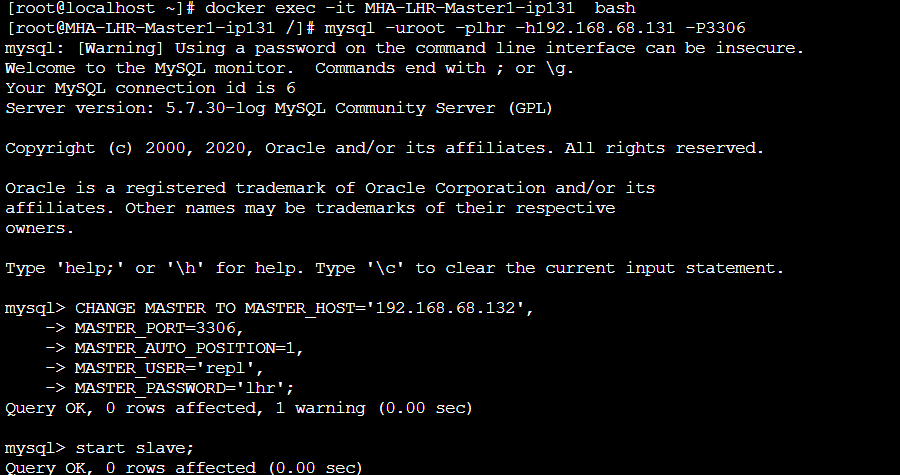 [root@localhost ~]# docker exec -it MHA-LHR-Master1-ip131  bash
[root@MHA-LHR-Master1-ip131 /]# mysql -uroot -plhr -h192.168.68.131 -P3306
mysql: [Warning] Using a password on the command line interface can be insecure.
Welcome to the MySQL monitor.  Commands end with ; or \g.
Your MySQL connection id is 6
Server version: 5.7.30-log MySQL Community Server (GPL)
Copyright (c) 2000, 2020, Oracle and/or its affiliates. All rights reserved.
Oracle is a registered trademark of Oracle Corporation and/or its
affiliates. Other names may be trademarks of their respective
owners.
Type 'help;' or '\h' for help. Type '\c' to clear the current input statement.
mysql> CHANGE MASTER TO MASTER_HOST='192.168.68.132',
    -> MASTER_PORT=3306,
    -> MASTER_AUTO_POSITION=1,
    -> MASTER_USER='repl',
    -> MASTER_PASSWORD='lhr';
Query OK, 0 rows affected, 1 warning (0.00 sec)
mysql> start slave;
Query OK, 0 rows affected (0.00 sec)